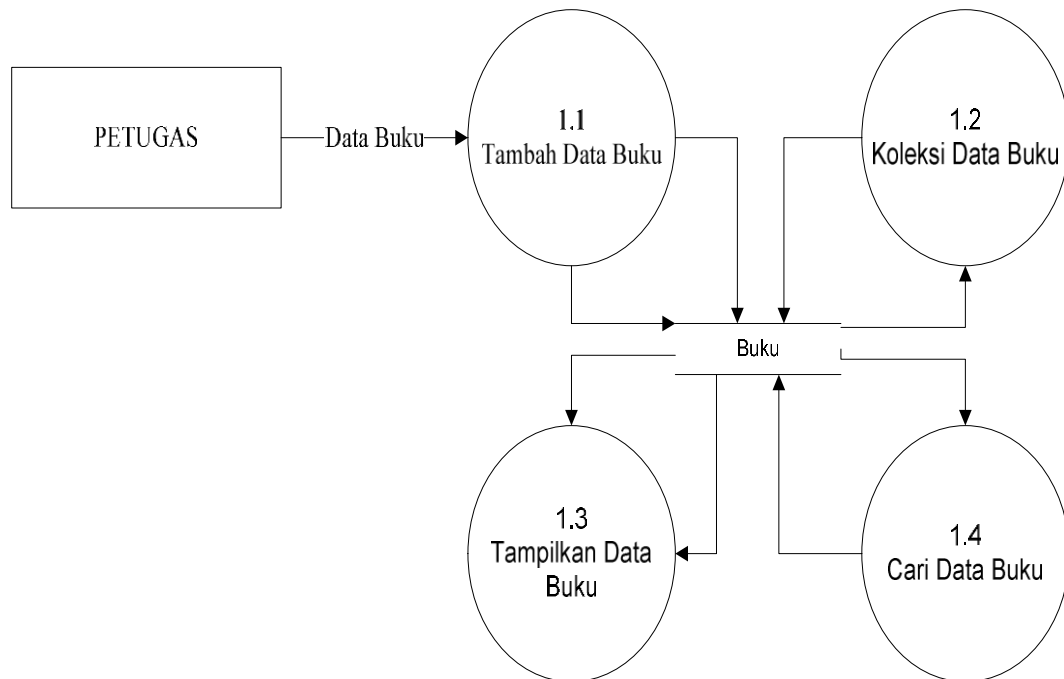 PETUGAS
Data Buku
1.1
Tambah Data Buku
1.2
Koleksi Data Buku
Buku
1.3
Tampilkan Data
Buku
1.4
Cari Data Buku